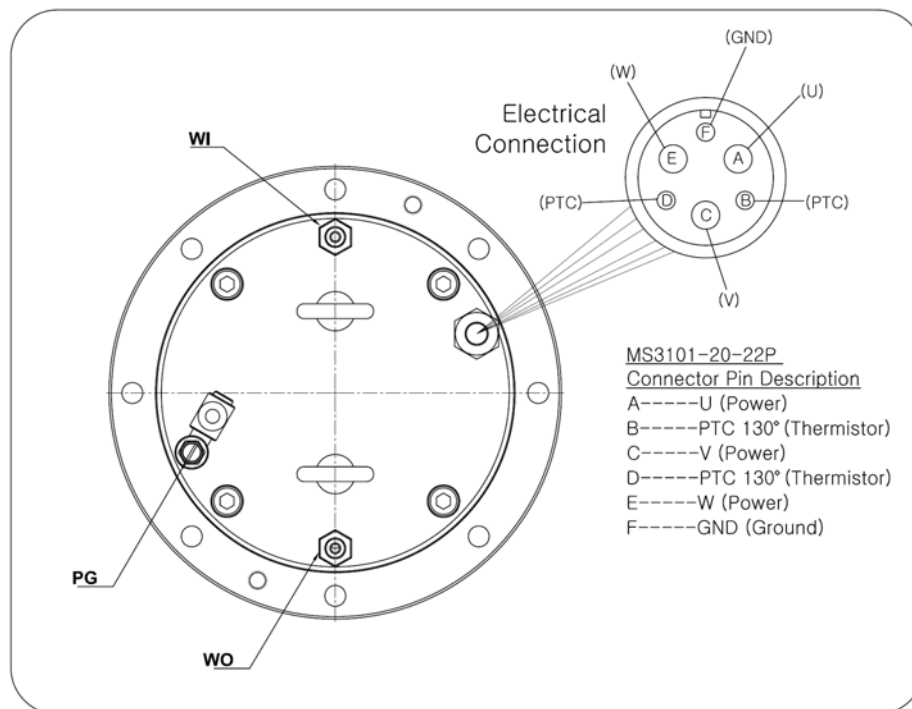 (GND)
(W)
(U)
Electrical
Connection
F
E
A
WI
D
B
(PTC)
(PTC)
C
(V)
MS3101-20-22P
Connector Pin Description
A-----U (Power)
B-----PTC 130° (Thermistor)
C-----V (Power)
D-----PTC 130° (Thermistor)
E-----W (Power)
F-----GND (Ground)
PG
WO